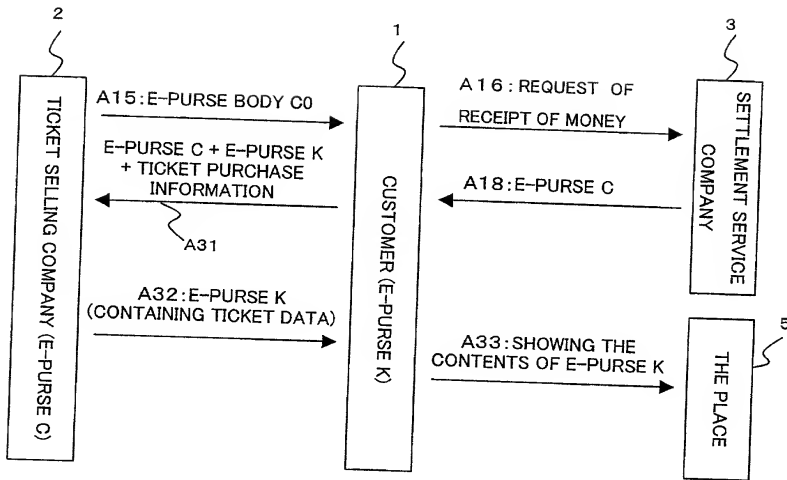 2
1
3
TICKET SELLING COMPANY (E-PURSE C)
A15:E-PURSE BODY C0
E-PURSE C + E-PURSE K
+ TICKET PURCHASE
INFORMATION
A31
A32:E-PURSE K
(CONTAINING TICKET DATA)
CUSTOMER (E-PURSE K)
A16:REQUEST OF
RECEIPT OF MONEY
A18:E-PURSE C
SETTLEMENT SERVICE
COMPANY
A33:SHOWING THE
CONTENTS OF E-PURSE K
5
THE PLACE